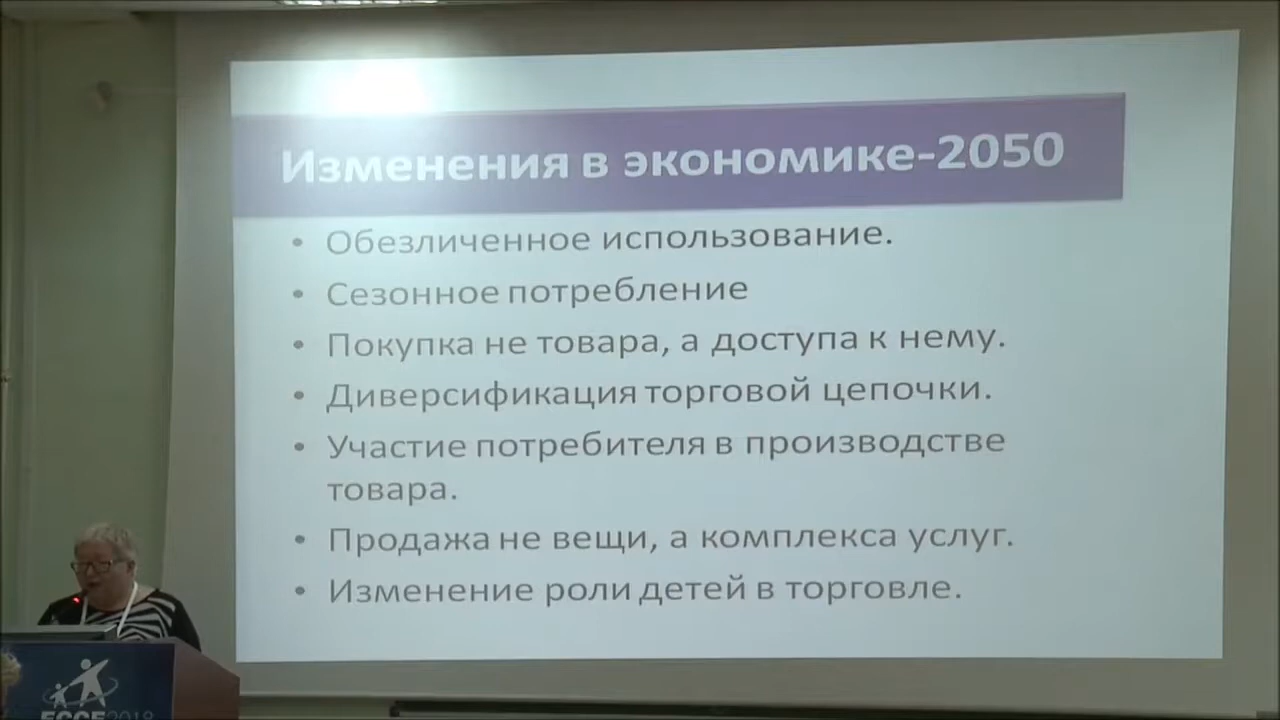 Изменения в экономике-2050
• Обезличенное использование.
• Сезонное потребление
• Покупка не товара, а доступа к нему.
• Диверсификация торговой цепочки.
• Участие потребителя в производстве
товара.
• Продажа не вещи, а комплекса услуг.
• Изменение роли детей в торговле.
ECCE2018